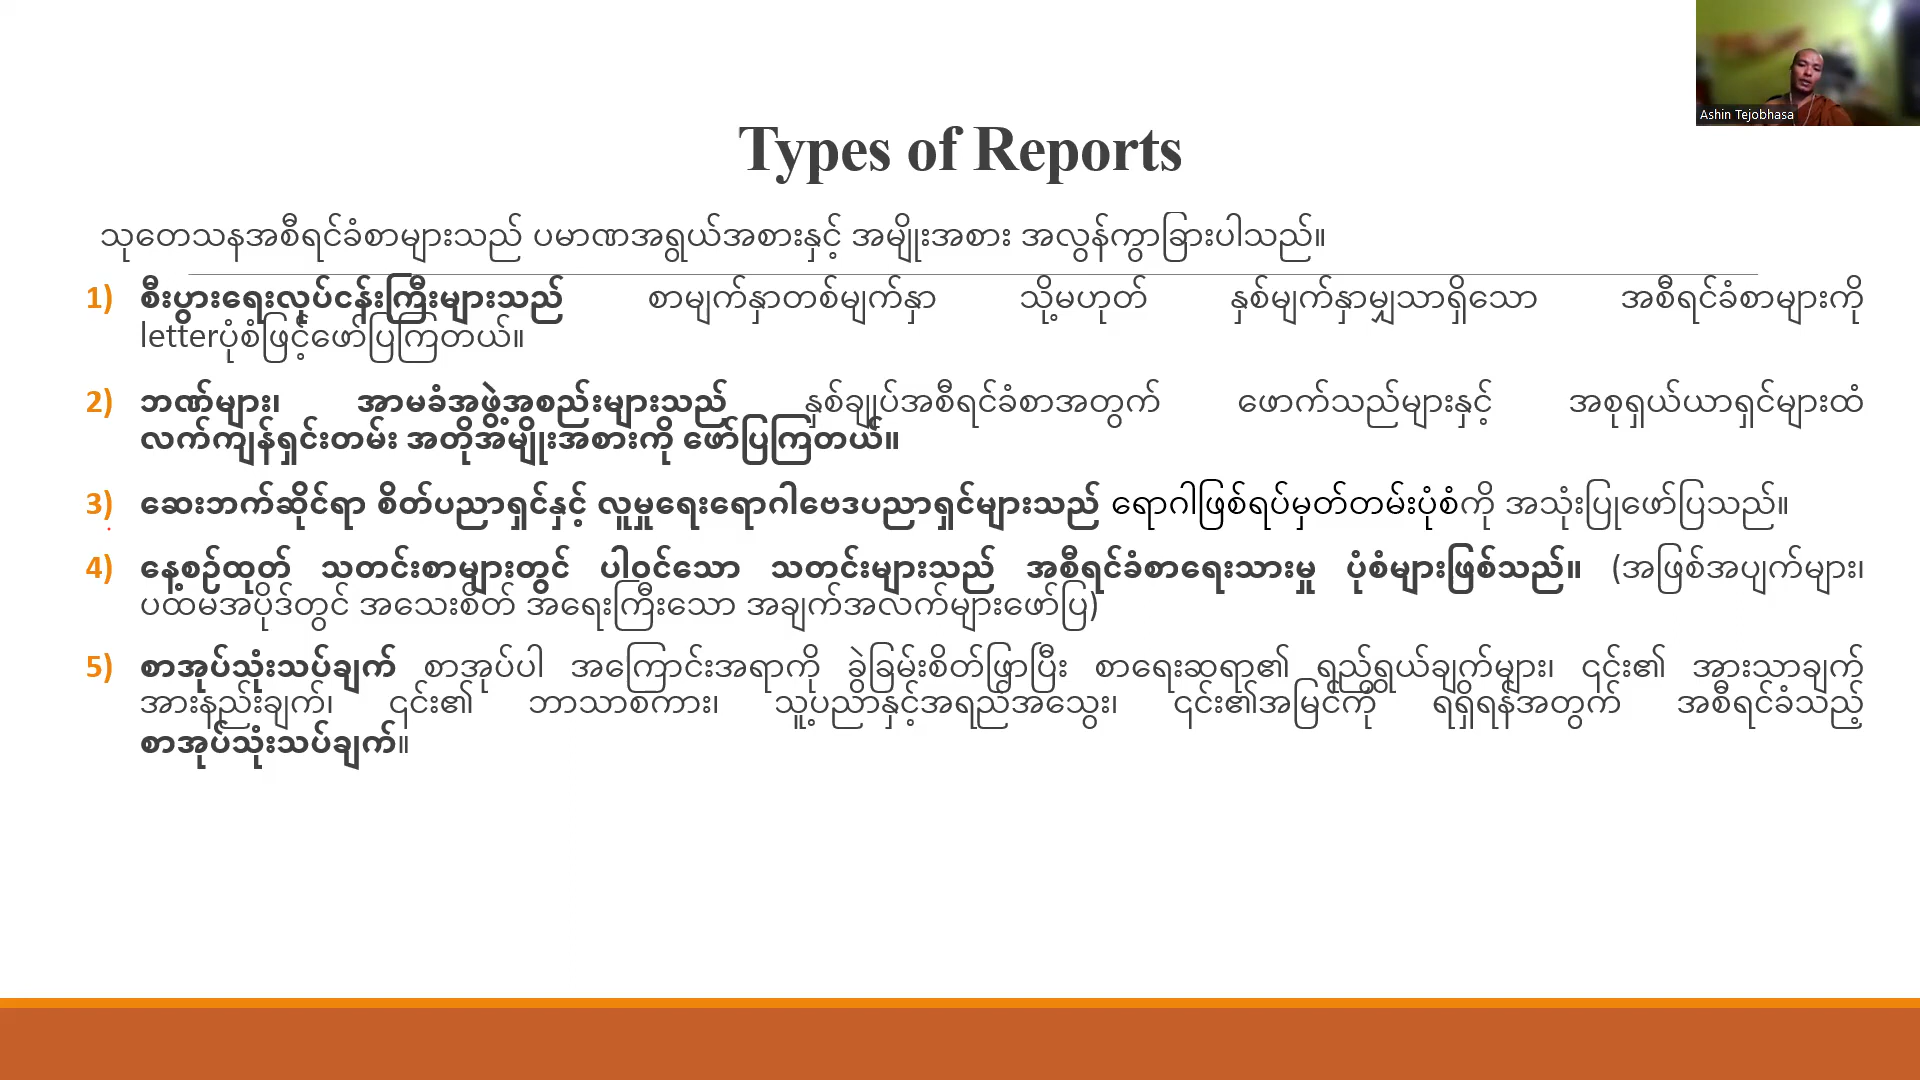 Ashin Tejobhasa
Types of Reports
သုတေသနအစီရင်ခံစာများသည် ပမာဏအရွယ်အစားနှင့် အမျိုးအစား အလွန်ကွာခြားပါသည်။
1) စီးပွားရေးလုပ်ငန်းကြီးများသည် စာမျက်နှာတစ်မျက်နှာ သို့မဟုတ် နှစ်မျက်နှာမျှသာရှိသော အစီရင်ခံစာများကို
letterပုံစံဖြင့်ဖော်ပြကြတယ်။
2) ဘဏ်များ၊ အာမခံအဖွဲ့အစည်းများသည် နှစ်ချုပ်အစီရင်ခံစာအတွက် ဖောက်သည်များနှင့် အစုရှယ်ယာရှင်များထံ
လက်ကျန်ရှင်းတမ်း အတိုအမျိုးအစားကို ဖော်ပြကြတယ်။
3) ဆေးဘက်ဆိုင်ရာ စိတ်ပညာရှင်နှင့် လူမှုရေးရောဂါဗေဒပညာရှင်များသည် ရောဂါဖြစ်ရပ်မှတ်တမ်းပုံစံကို အသုံးပြုဖော်ပြသည်။
4) နေ့စဉ်ထုတ် သတင်းစာများတွင် ပါဝင်သော သတင်းများသည် အစီရင်ခံစာရေးသားမှု ပုံစံများဖြစ်သည်။ (အဖြစ်အပျက်များ၊
ပထမအပိုဒ်တွင် အသေးစိတ် အရေးကြီးသော အချက်အလက်များဖော်ပြ)
5) စာအုပ်သုံးသပ်ချက် စာအုပ်ပါ အကြောင်းအရာကို ခွဲခြမ်းစိတ်ဖြာပြီး စာရေးဆရာ၏ ရည်ရွယ်ချက်များ၊ ၎င်း၏ အားသာချက်
အားနည်းချက်၊ ၎င်း၏ ဘာသာစကား၊ သူ့ပညာနှင့်အရည်အသွေး၊ ၎င်း၏အမြင်ကို ရရှိရန်အတွက် အစီရင်ခံသည့်
စာအုပ်သုံးသပ်ချက်။